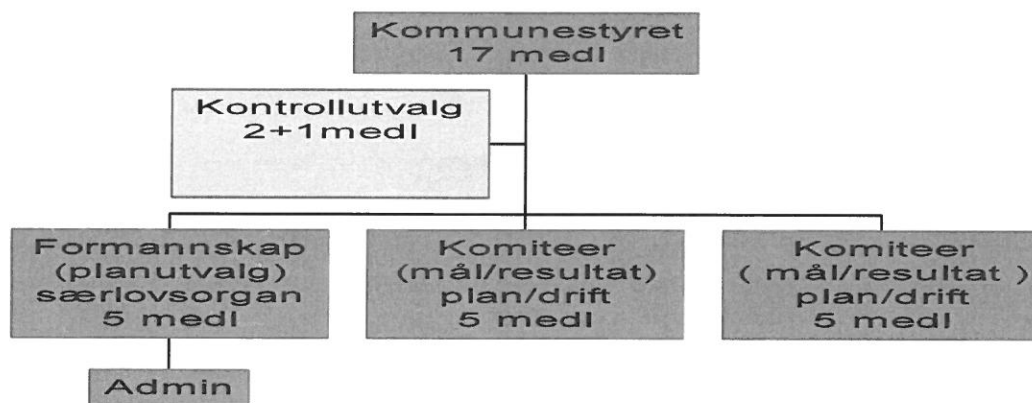 Kommunestyret
17 medl
Kontrollutvalg
2+1medl
Formannskap
(planutvalg)
særlovsorgan
5 medl
Komiteer
(mål/resultat)
plan/drift
5 medl
Komiteer
( mål/resultat )
plan/drift
5 medl
Admin